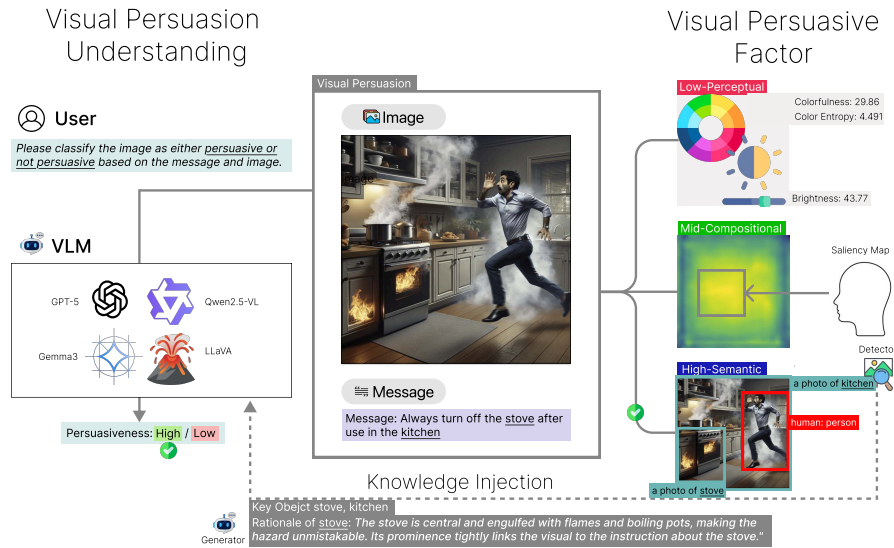 Visual Persuasion
Understanding
User
Please classify the image as either persuasive or
not persuasive based on the message and image.
VLM
GPT-5
Qwen2.5-VL
Gemma3
LLaVA
Persuasiveness: High / Low
Visual Persuasion
Image
Image
Message
Message: Always turn off the stove after
use in the kitchen
Knowledge Injection
Visual Persuasive
Factor
Low-Perceptual
Colorfulness: 29.86
Color Entropy: 4.491
Brightness: 43.77
Mid-Compositional
Saliency Map
Detecto
High-Semantic
a photo of kitchen
human: person
a photo of stove
Generator
Key Obejct stove, kitchen
Rationale of stove: The stove is central and engulfed with flames and boiling pots, making the
hazard unmistakable. Its prominence tightly links the visual to the instruction about the stove.”